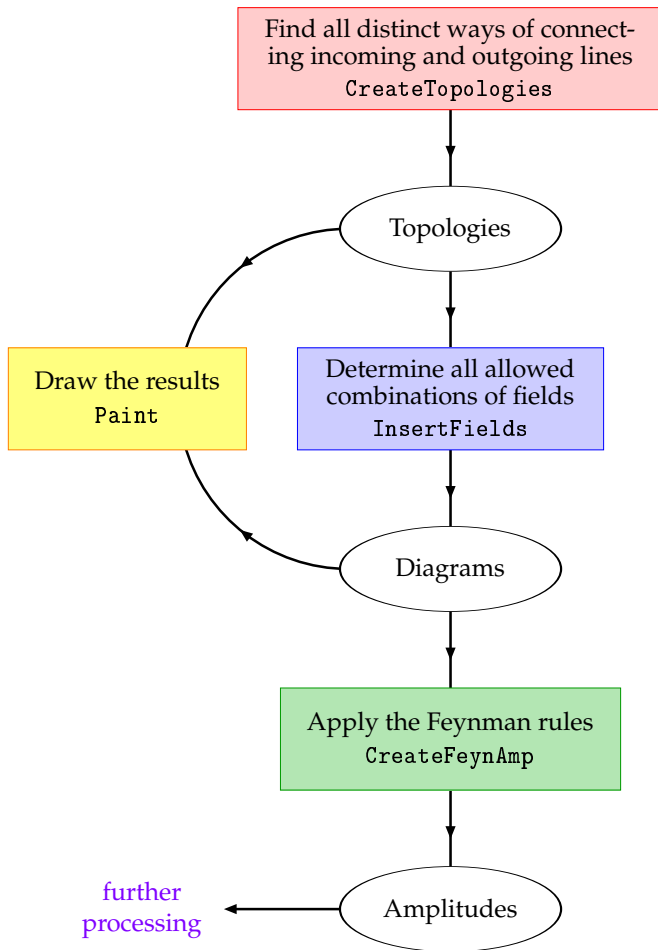 Find all distinct ways of connect-
ing incoming and outgoing lines
CreateTopologies
Topologies
Draw the results
Paint
Determine all allowed
combinations of fields
InsertFields
Diagrams
Apply the Feynman rules
CreateFeynAmp
further
processing
Amplitudes